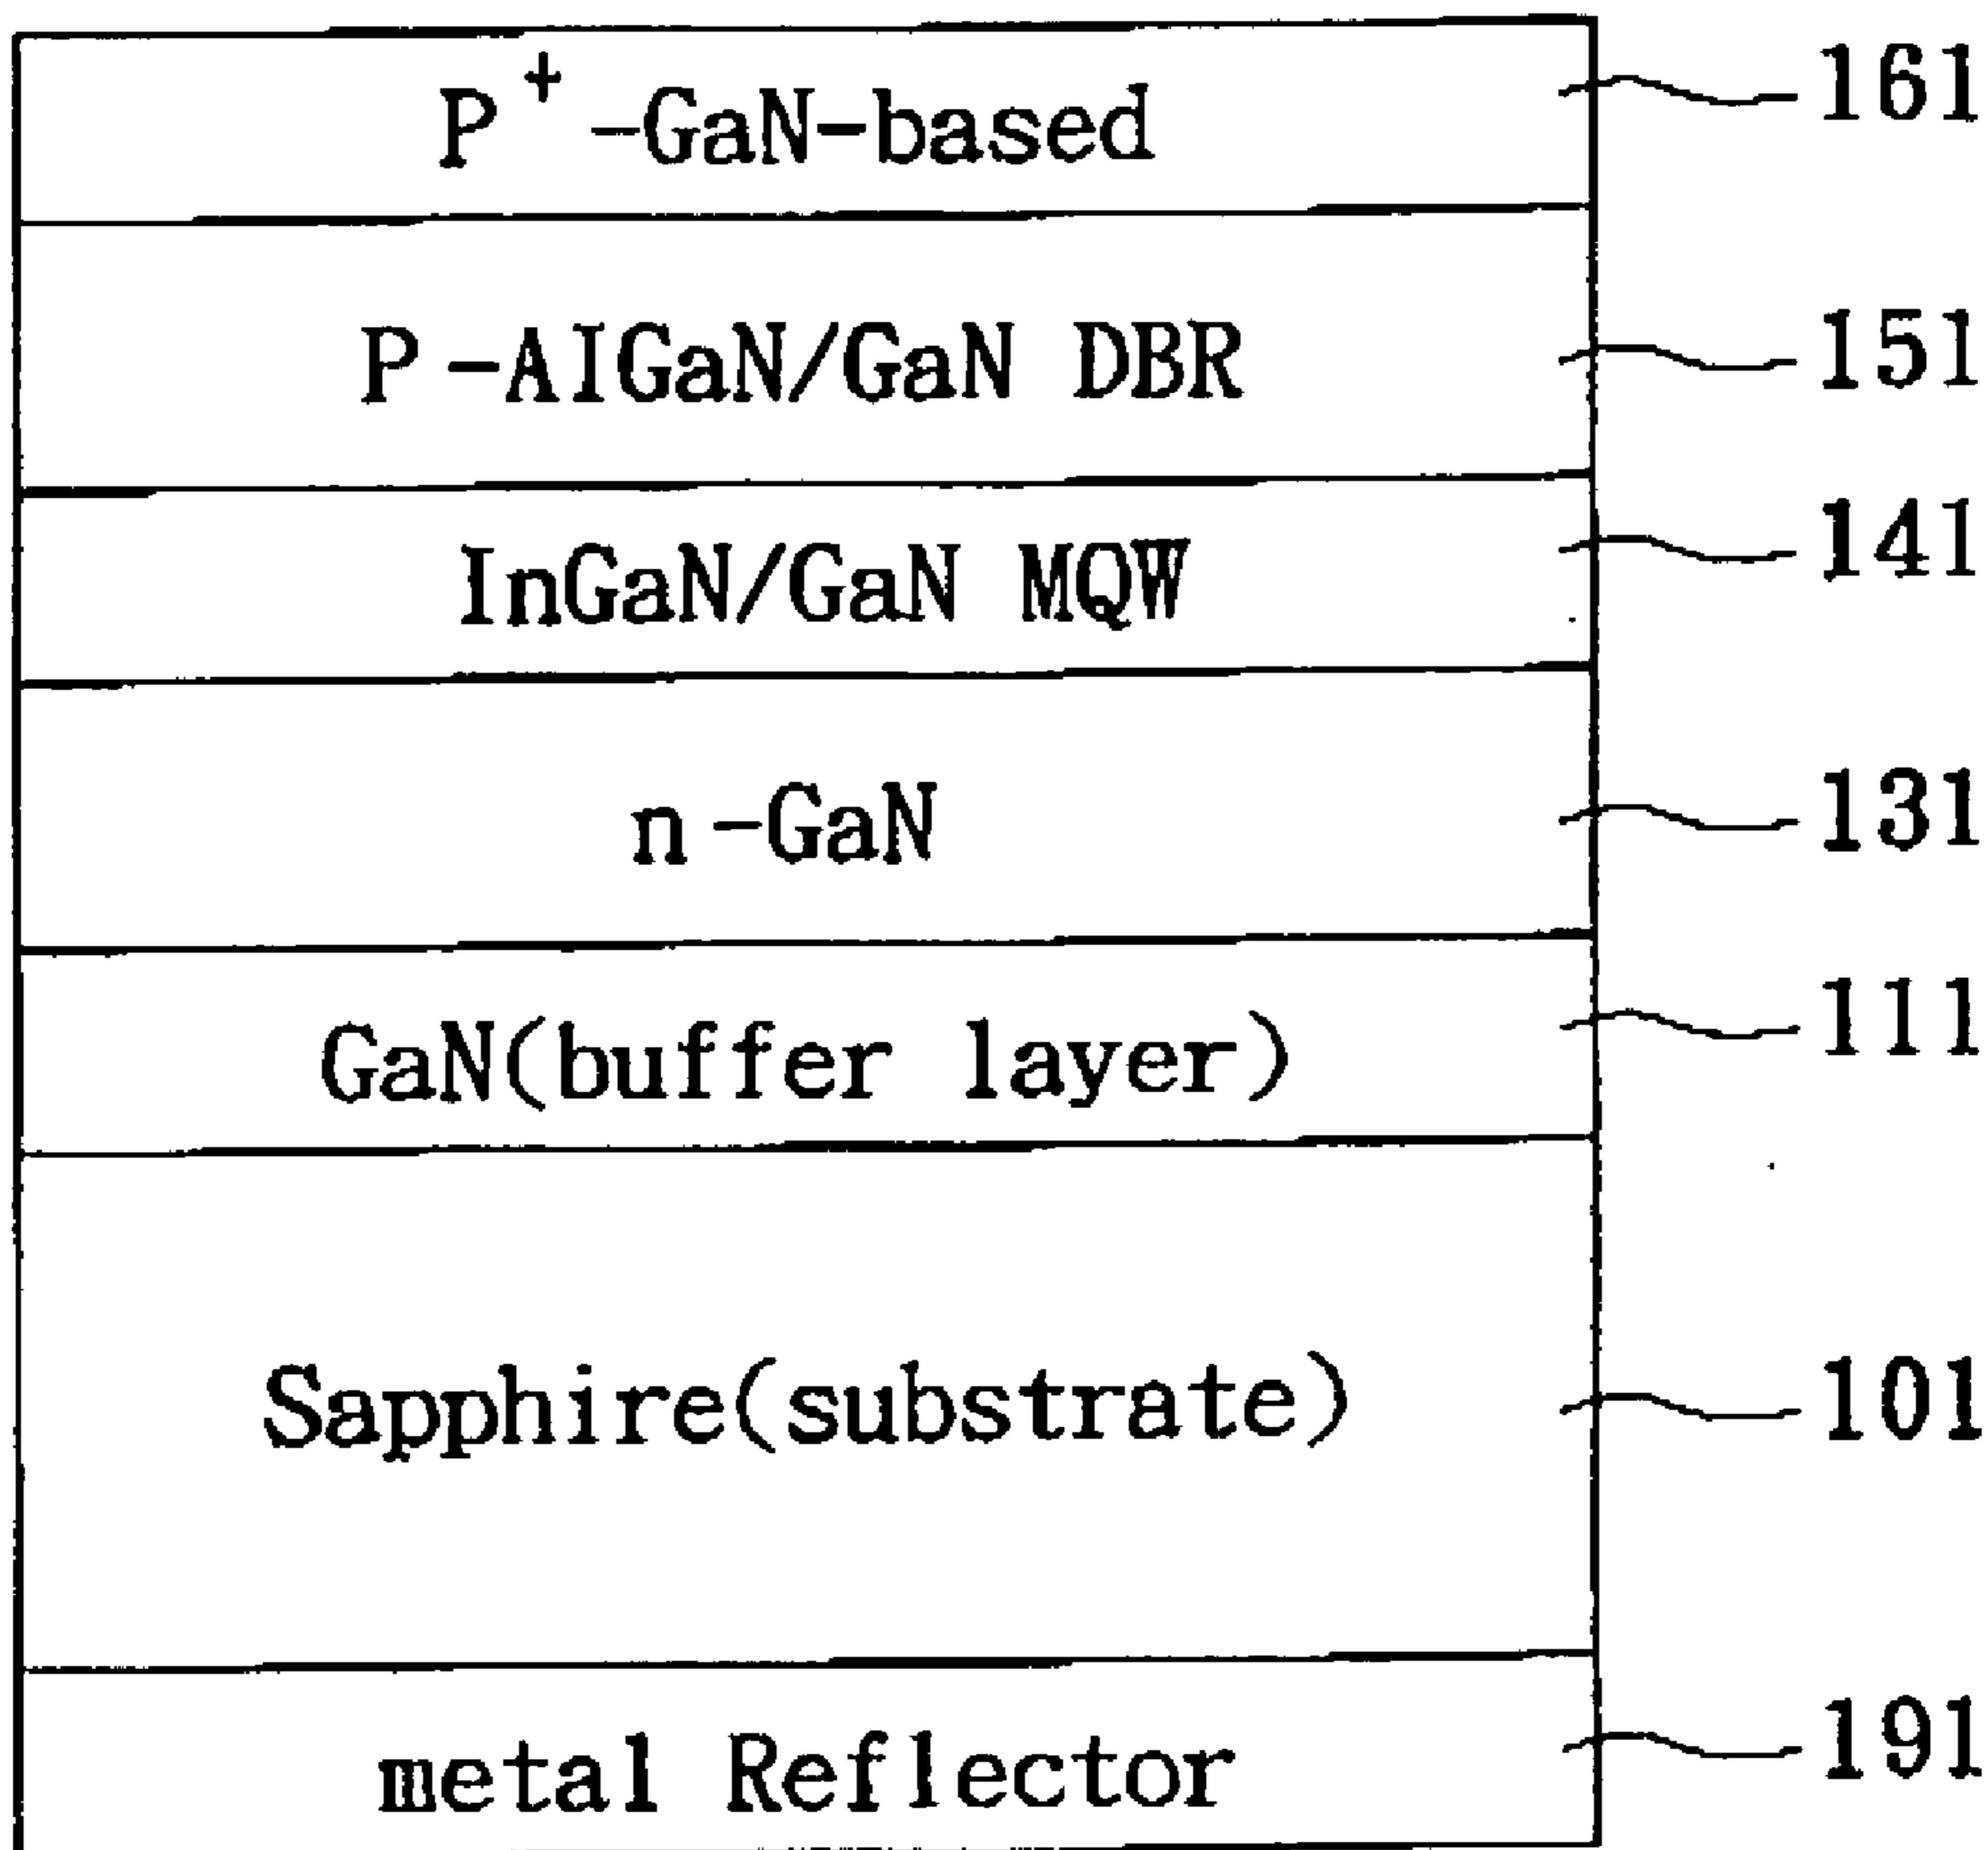 P⁺-GaN-based 161
P-AlGaN/GaN DBR 151
InGaN/GaN MQW 141
n-GaN 131
GaN(buffer layer) 111
Sapphire(substrate) 101
metal Reflector 191